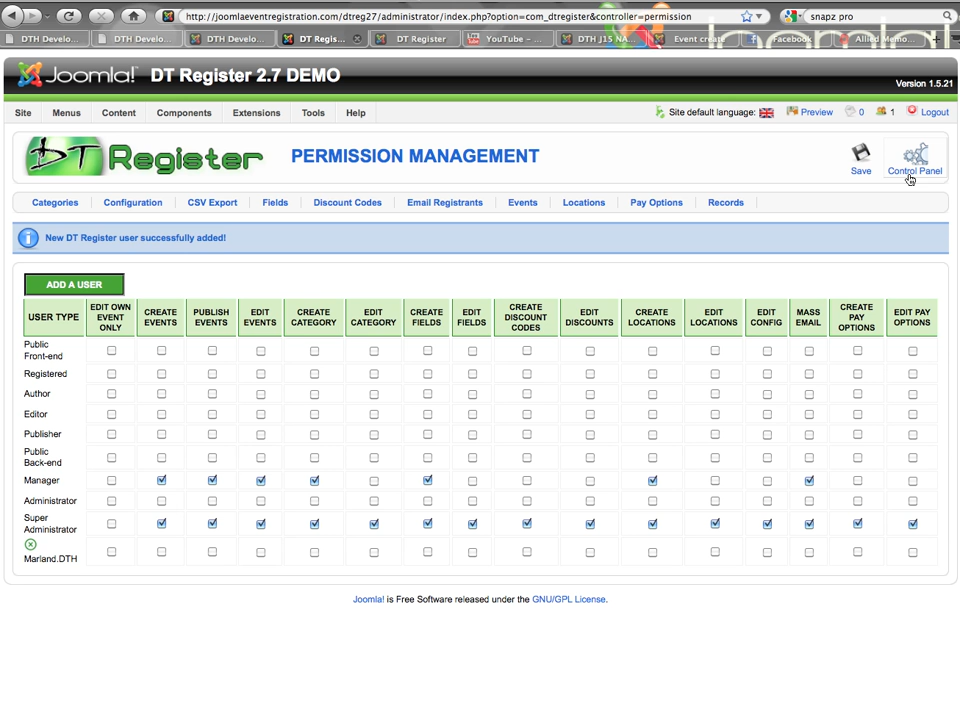 http://joomlaeventregistration.com/dtreg27/administrator/index.php?option=com_dtregister&controller=permission
snapz pro
DTH Develo... DTH Develo... DTH Develo... DT Regis... DT Register YouTube – ... DTH J15 NA... Event create Facebook Allied Memo...
Joomla! DT Register 2.7 DEMO
Version 1.5.21
Site Menus Content Components Extensions Tools Help
Site default language: Preview 0 1 Logout
DT Register PERMISSION MANAGEMENT
Save Control Panel
Categories Configuration CSV Export Fields Discount Codes Email Registrants Events Locations Pay Options Records
New DT Register user successfully added!
ADD A USER
USER TYPE EDIT OWN EVENT ONLY CREATE EVENTS PUBLISH EVENTS EDIT EVENTS CREATE CATEGORY EDIT CATEGORY CREATE FIELDS EDIT FIELDS CREATE DISCOUNT CODES EDIT DISCOUNTS CREATE LOCATIONS EDIT LOCATIONS EDIT CONFIG MASS EMAIL CREATE PAY OPTIONS EDIT PAY OPTIONS
Public
Front-end
Registered
Author
Editor
Publisher
Public
Back-end
Manager
Administrator
Super
Administrator
Marland.DTH
Joomla! is Free Software released under the GNU/GPL License.